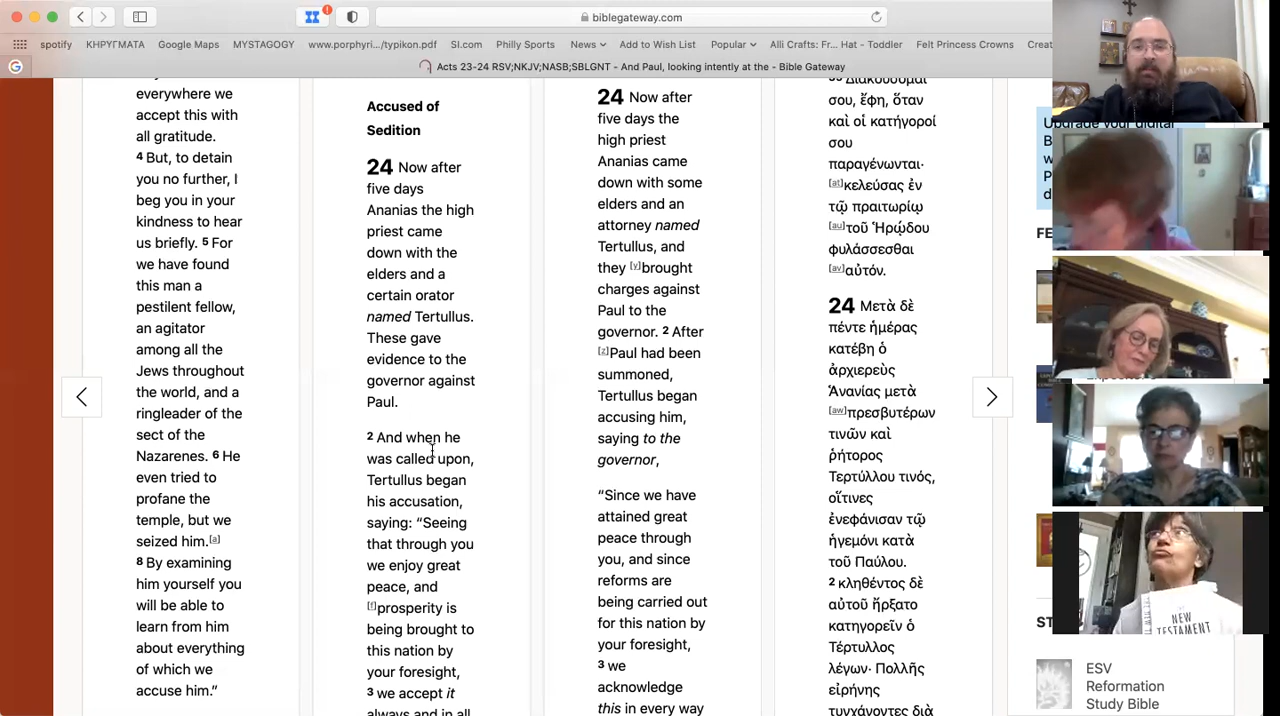 biblegateway.com
spotify
ΚΗΡΥΓΜΑΤΑ
Google Maps
MYSTAGOGY
www.porphyri.../typikon.pdf
SI.com
Philly Sports
News
Add to Wish List
Popular
Alli Crafts: Fr... Hat - Toddler
Felt Princess Crowns
Acts 23-24 RSV;NKJV;NASB;SBLGNT - And Paul, looking intently at the - Bible Gateway
everywhere we
accept this with
all gratitude.
4 But, to detain
you no further, I
beg you in your
kindness to hear
us briefly. 5 For
we have found
this man a
pestilent fellow,
an agitator
among all the
Jews throughout
the world, and a
ringleader of the
sect of the
Nazarenes. 6 He
even tried to
profane the
temple, but we
seized him.[a]
8 By examining
him yourself you
will be able to
learn from him
about everything
of which we
accuse him.”
Accused of
Sedition
24 Now after
five days
Ananias the high
priest came
down with the
elders and a
certain orator
named Tertullus.
These gave
evidence to the
governor against
Paul.
2 And when he
was called upon,
Tertullus began
his accusation,
saying: “Seeing
that through you
we enjoy great
peace, and
[f]prosperity is
being brought to
this nation by
your foresight,
3 we accept it
always and in all
24 Now after
five days the
high priest
Ananias came
down with some
elders and an
attorney named
Tertullus, and
they [y]brought
charges against
Paul to the
governor. 2 After
[z]Paul had been
summoned,
Tertullus began
accusing him,
saying to the
governor,
“Since we have
attained great
peace through
you, and since
reforms are
being carried out
for this nation by
your foresight,
3 we
acknowledge
this in every way
Διακούσομαί
σου, ἔφη, ὅταν
καὶ οἱ κατήγοροί
σου
παραγένωνται·
[at]κελεύσας ἐν
τῷ πραιτωρίῳ
[au]τοῦ Ἡρῴδου
φυλάσσεσθαι
[av]αὐτόν.
24 Μετὰ δὲ
πέντε ἡμέρας
κατέβη ὁ
ἀρχιερεὺς
Ἁνανίας μετὰ
[aw]πρεσβυτέρων
τινῶν καὶ
ῥήτορος
Τερτύλλου τινός,
οἵτινες
ἐνεφάνισαν τῷ
ἡγεμόνι κατὰ
τοῦ Παύλου.
2 κληθέντος δὲ
αὐτοῦ ἤρξατο
κατηγορεῖν ὁ
Τέρτυλλος
λέγων· Πολλῆς
εἰρήνης
τυγχάνοντες διὰ
Upgrade your digital
NEW
TESTAMENT
ESV
Reformation
Study Bible